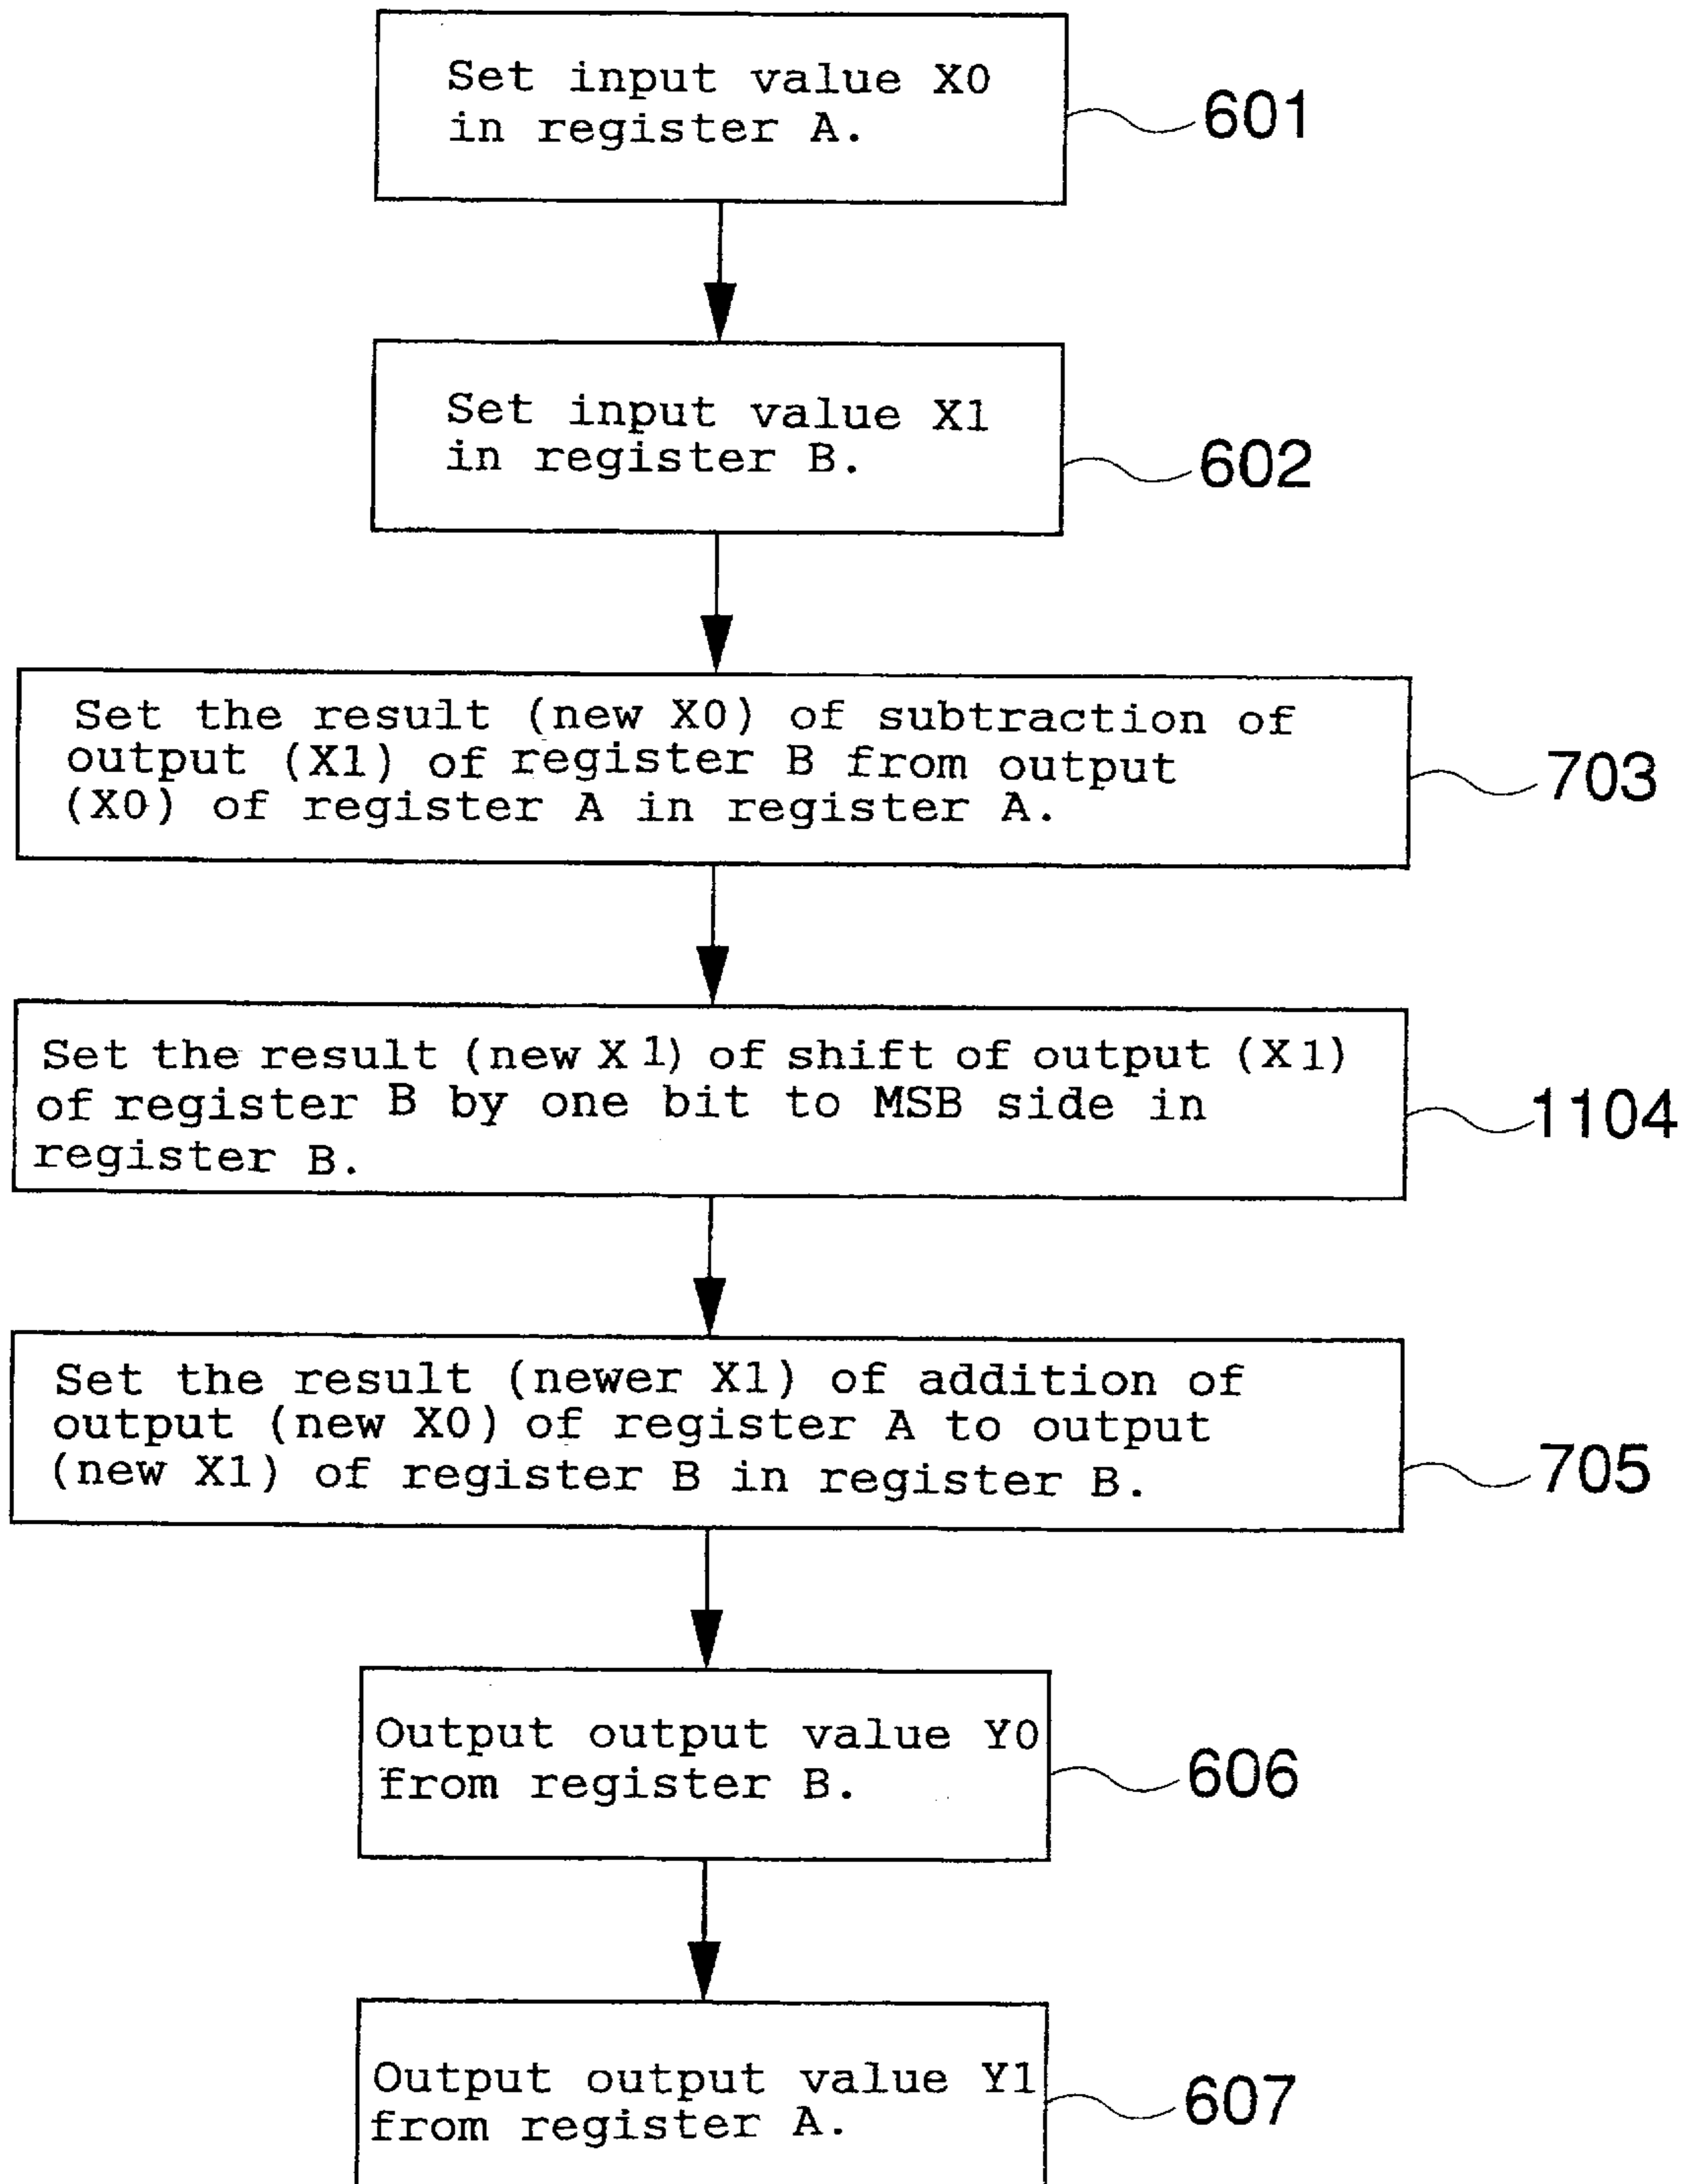 Set input value X0
in register A.
601
Set input value X1
in register B.
602
Set the result (new X0) of subtraction of
output (X1) of register B from output
(X0) of register A in register A.
703
Set the result (new X1) of shift of output (X1)
of register B by one bit to MSB side in
register B.
1104
Set the result (newer X1) of addition of
output (new X0) of register A to output
(new X1) of register B in register B.
705
Output output value Y0
from register B.
606
Output output value Y1
from register A.
607